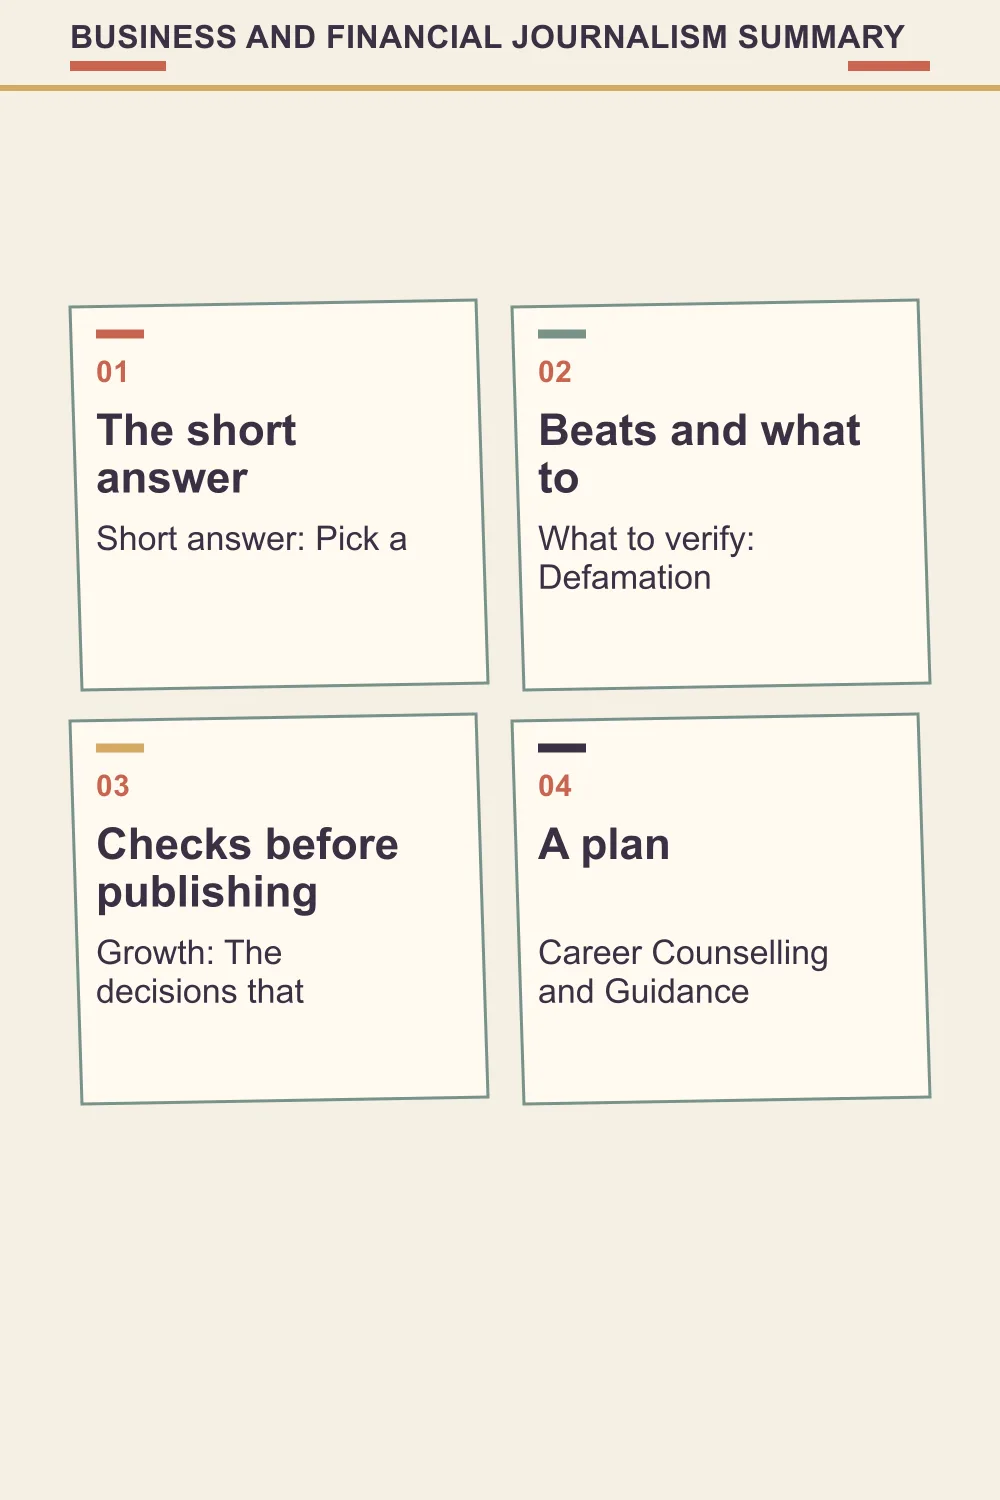 BUSINESS AND FINANCIAL JOURNALISM SUMMARY
01
The short
answer
Short answer: Pick a
02
Beats and what
to
What to verify:
Defamation
03
Checks before
publishing
Growth: The
decisions that
04
A plan
Career Counselling
and Guidance